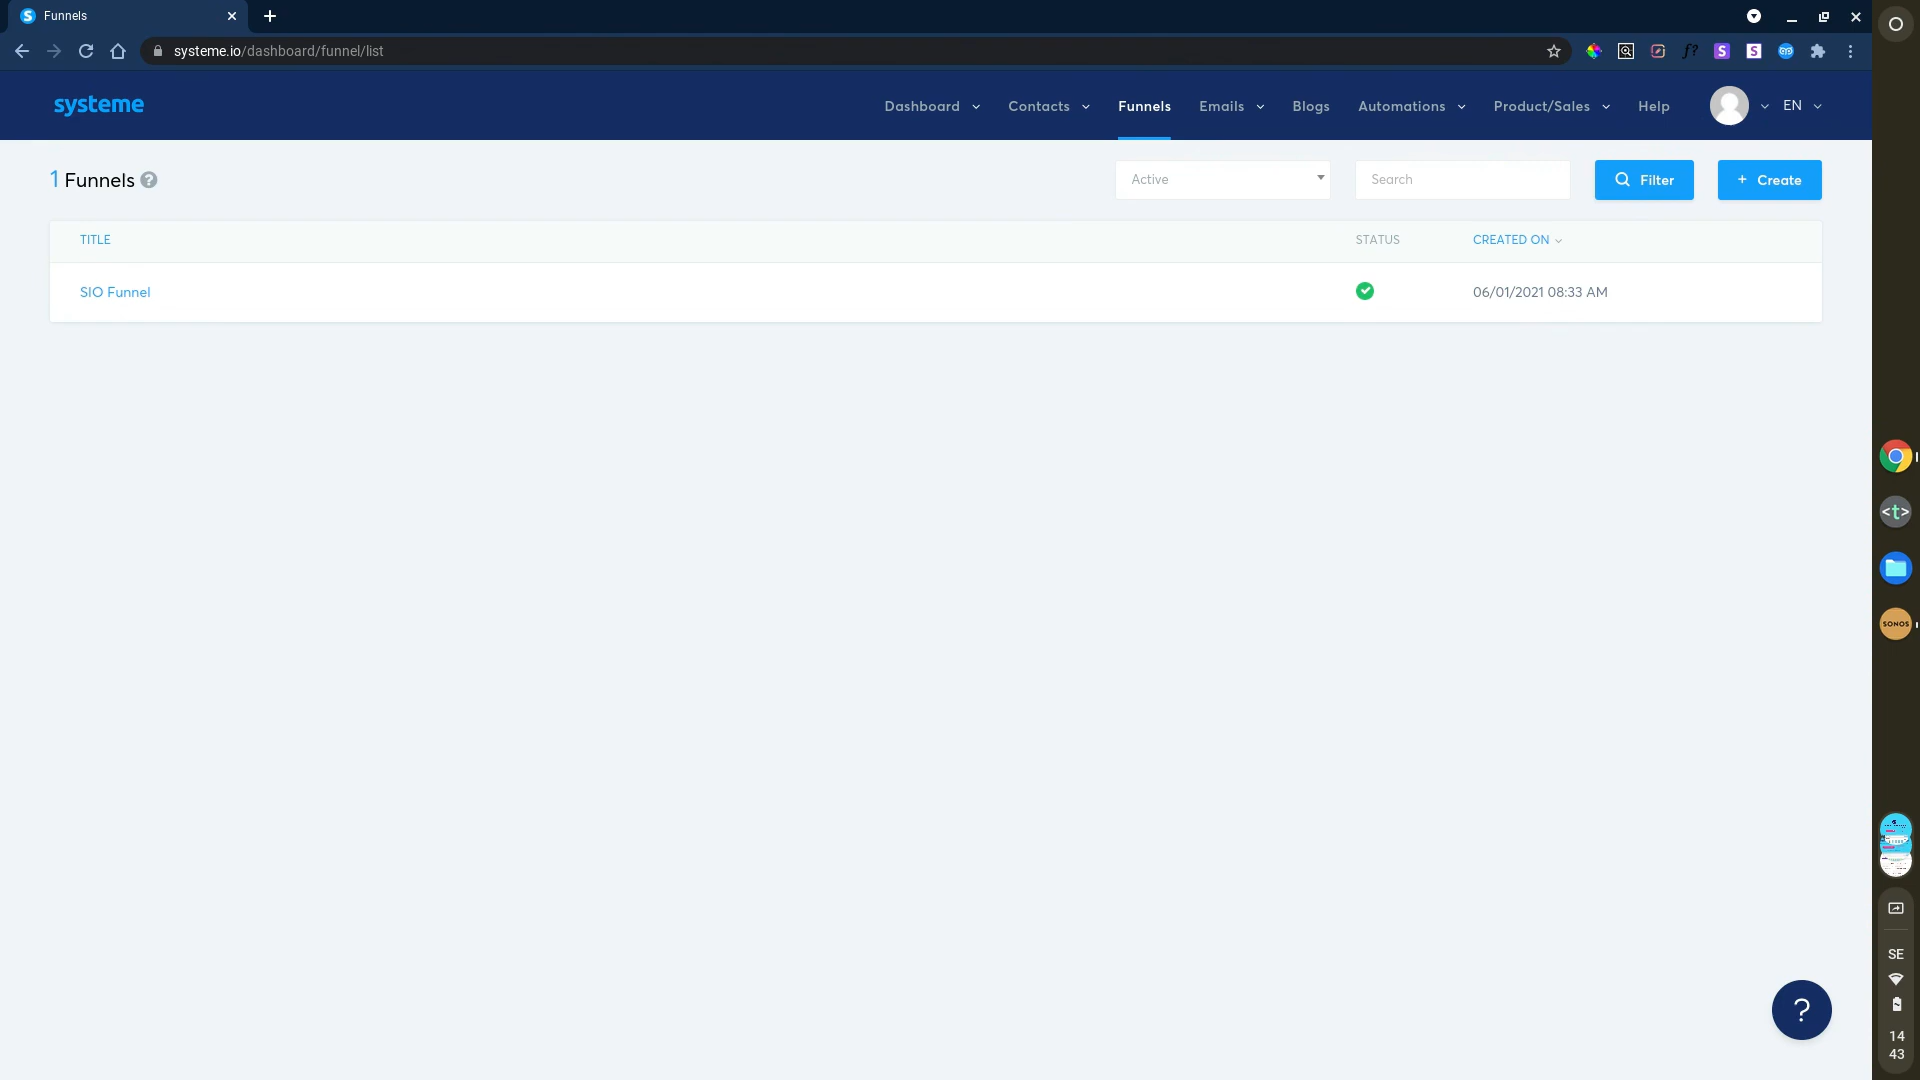 Funnels
systeme.io/dashboard/funnel/list
systeme
Dashboard Contacts Funnels Emails Blogs Automations Product/Sales Help EN
1 Funnels ?
Active
Search
Filter
+ Create
TITLE STATUS CREATED ON
SIO Funnel 06/01/2021 08:33 AM
<t>
SONOS
SE
14
43
?